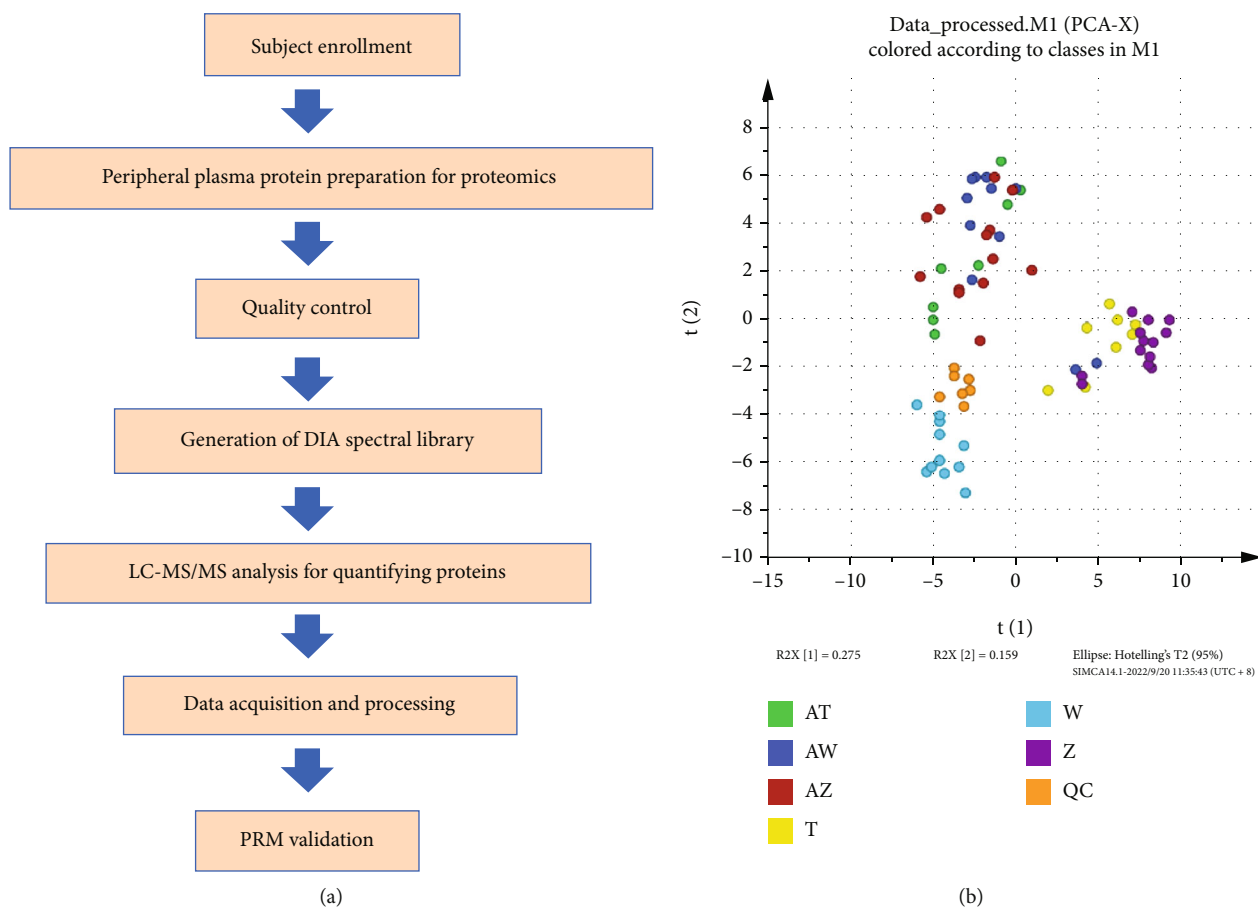 Subject enrollment
Peripheral plasma protein preparation for proteomics
Quality control
Generation of DIA spectral library
LC-MS/MS analysis for quantifying proteins
Data acquisition and processing
PRM validation
(a)
Data_processed.M1 (PCA-X)
colored according to classes in M1
8
6
4
2
0
–2
–4
–6
–8
–10
t (2)
–15
–10
–5
0
5
10
t (1)
R2X [1] = 0.275
R2X [2] = 0.159
Ellipse: Hotelling's T2 (95%)
SIMCA14.1-2022/9/20 11:35:43 (UTC + 8)
AT
AW
AZ
T
W
Z
QC
(b)